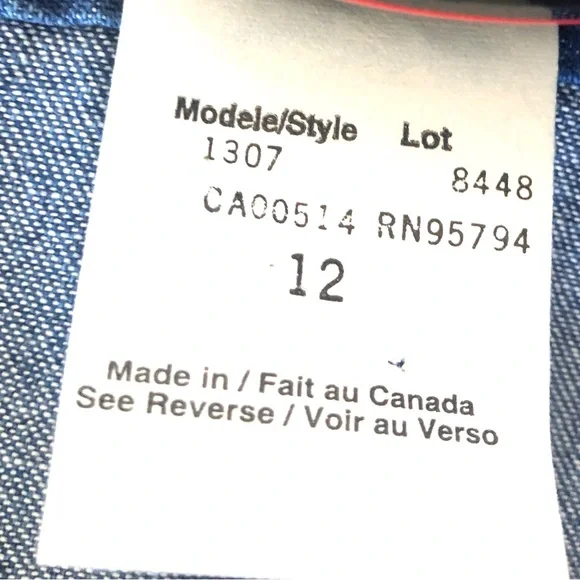 Modele/Style Lot
1307 8448
CA00514 RN95794
12
Made in / Fait au Canada
See Reverse / Voir au Verso